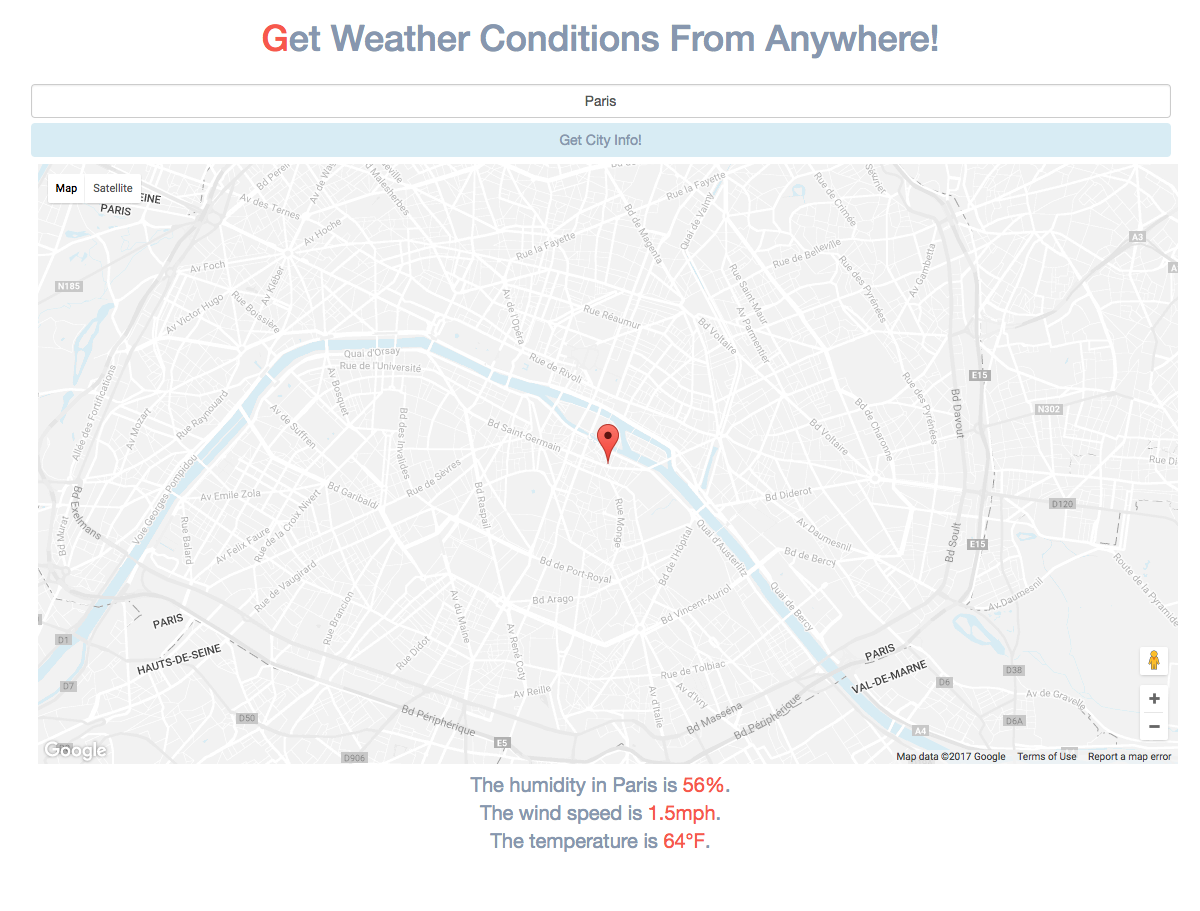 Get Weather Conditions From Anywhere!
Paris
Get City Info!
Map Satellite
EINE
PARIS
Bd Perei
Av de Wa
Malesherbes
Av des Ternes
Av Hoche
Av Foch
Av Kléber
N185
Av Victor Hugo
Rue Boissière
Rue la Fayette
Rue la Fayette
Quai de Valmy
Bd de Magenta
Rue de Crimée
Rue de Belleville
Rue des Pyrénées
Av Gambetta
A3
A
Rue Saint-Maur
Av Parmentier
Av de l'Opéra
Rue Réaumur
Bd Voltaire
Quai d'Orsay
Rue de l'Université
Rue de Rivoli
Allée des Fortifications
Av Mozart
Rue Raynouard
Av de Suffren
Av Bosquet
Bd des Invalides
Bd Saint-Germain
Rue de Sèvres
E15
Bd Davout
N302
Rue des Pyrénées
Bd de Charonne
Bd Voltaire
Rue Di
Voie Georges Pompidou
Av Emile Zola
Bd Garibaldi
Bd Raspail
Rue Monge
Bd Diderot
D120
Bd Exelmans
Bd Murat
Rue Balard
Av Félix Faure
Rue de la Croix Nivert
Quai d'Austerlitz
Av Daumesnil
Bd Soult
E15
Bd de l'Hôpital
Bd de Bercy
Bd de Port-Royal
Rue de Vaugirard
Rue Brancion
Av du Maine
Bd Arago
Bd Vincent-Auriol
Quai de Bercy
Av Daumesnil
Route de la Pyramide
PARIS
HAUTS-DE-SEINE
D1
D7
Rue Didot
Av René Coty
Rue de Tolbiac
PARIS
VAL-DE-MARNE
D38
D6
Av Reille
Av d'Italie
Av d'Ivry
Av de Gravelle
D50
Bd Périphérique
Bd Masséna
Bd Périphérique
D6A
A4
E5
D906
Google
Map data ©2017 Google Terms of Use Report a map error
The humidity in Paris is 56%.
The wind speed is 1.5mph.
The temperature is 64°F.